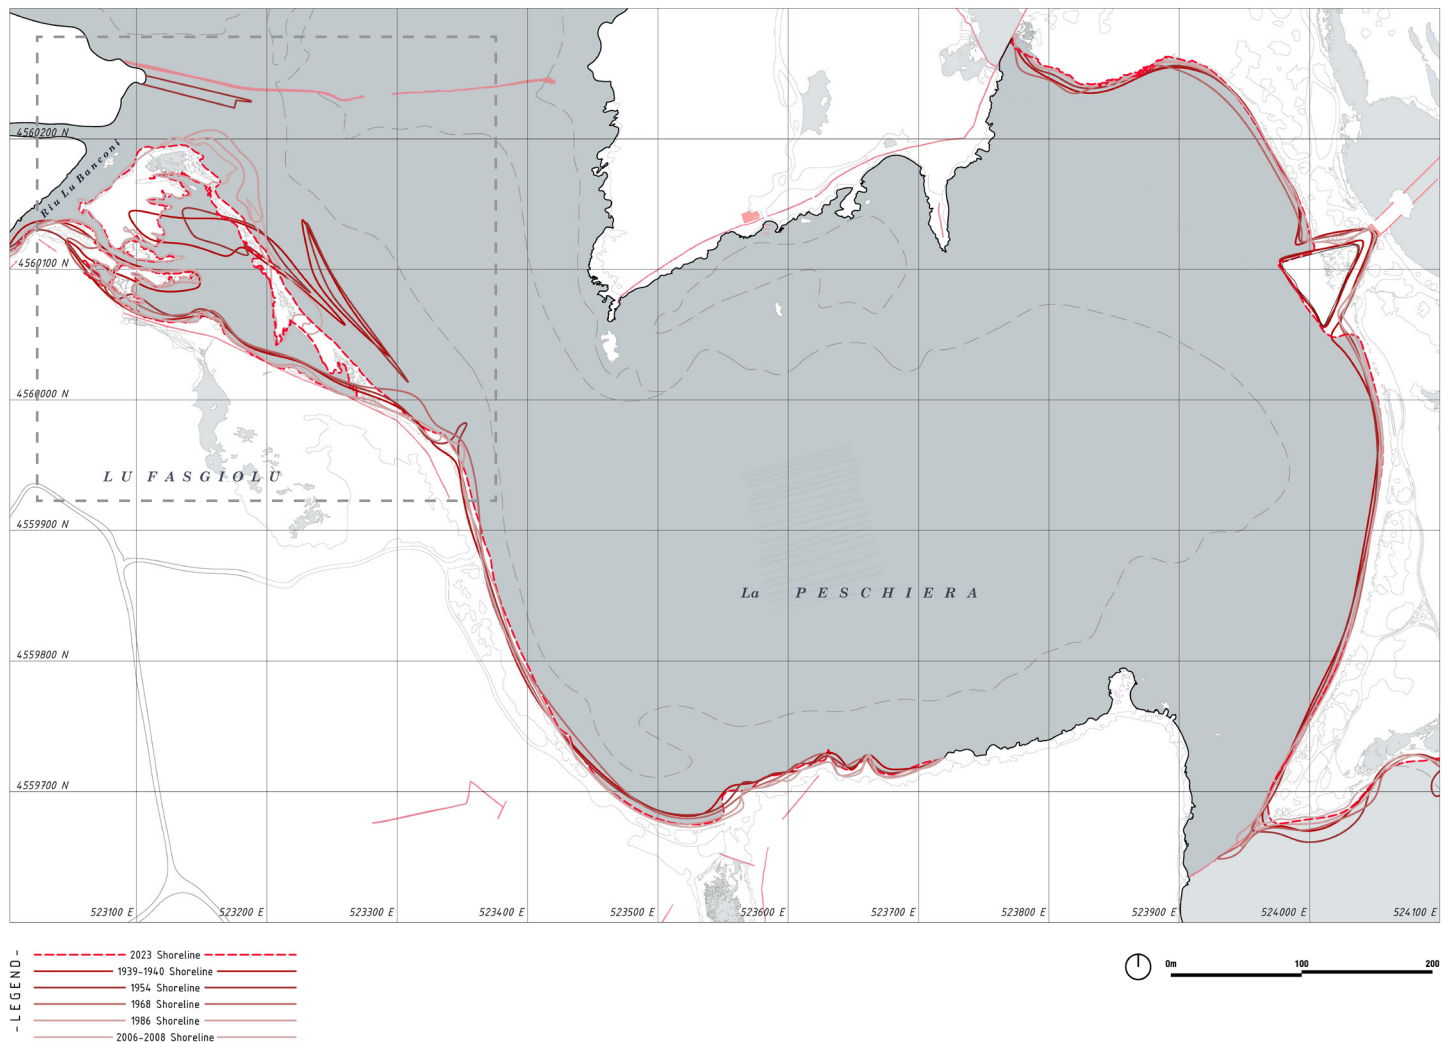 4560200 N
Riu Lu Banconi
4560100 N
4560000 N
LU FASGIOLU
4559900 N
La PESCHIERA
4559800 N
4559700 N
523100 E
523200 E
523300 E
523400 E
523500 E
523600 E
523700 E
523800 E
523900 E
524000 E
524100 E
-LEGEND-
2023 Shoreline
1939-1940 Shoreline
1954 Shoreline
1968 Shoreline
1986 Shoreline
2006-2008 Shoreline
0m
100
200